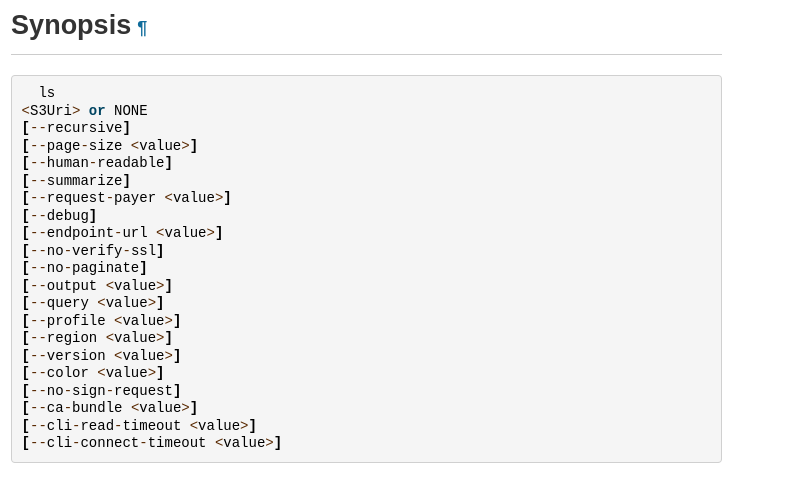 Synopsis ¶
ls
<S3Uri> or NONE
[--recursive]
[--page-size <value>]
[--human-readable]
[--summarize]
[--request-payer <value>]
[--debug]
[--endpoint-url <value>]
[--no-verify-ssl]
[--no-paginate]
[--output <value>]
[--query <value>]
[--profile <value>]
[--region <value>]
[--version <value>]
[--color <value>]
[--no-sign-request]
[--ca-bundle <value>]
[--cli-read-timeout <value>]
[--cli-connect-timeout <value>]